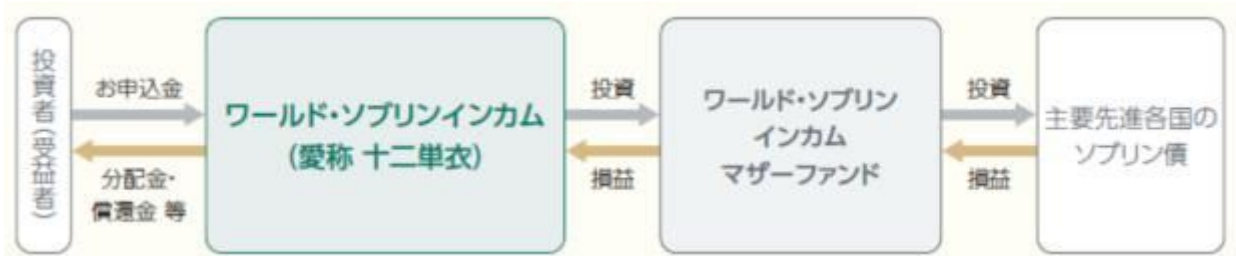 投資者(受益者)
お申込金
分配金・
償還金 等
ワールド・ソブリンインカム
(愛称 十二単衣)
投資
損益
ワールド・ソブリン
インカム
マザーファンド
投資
損益
主要先進各国の
ソブリン債